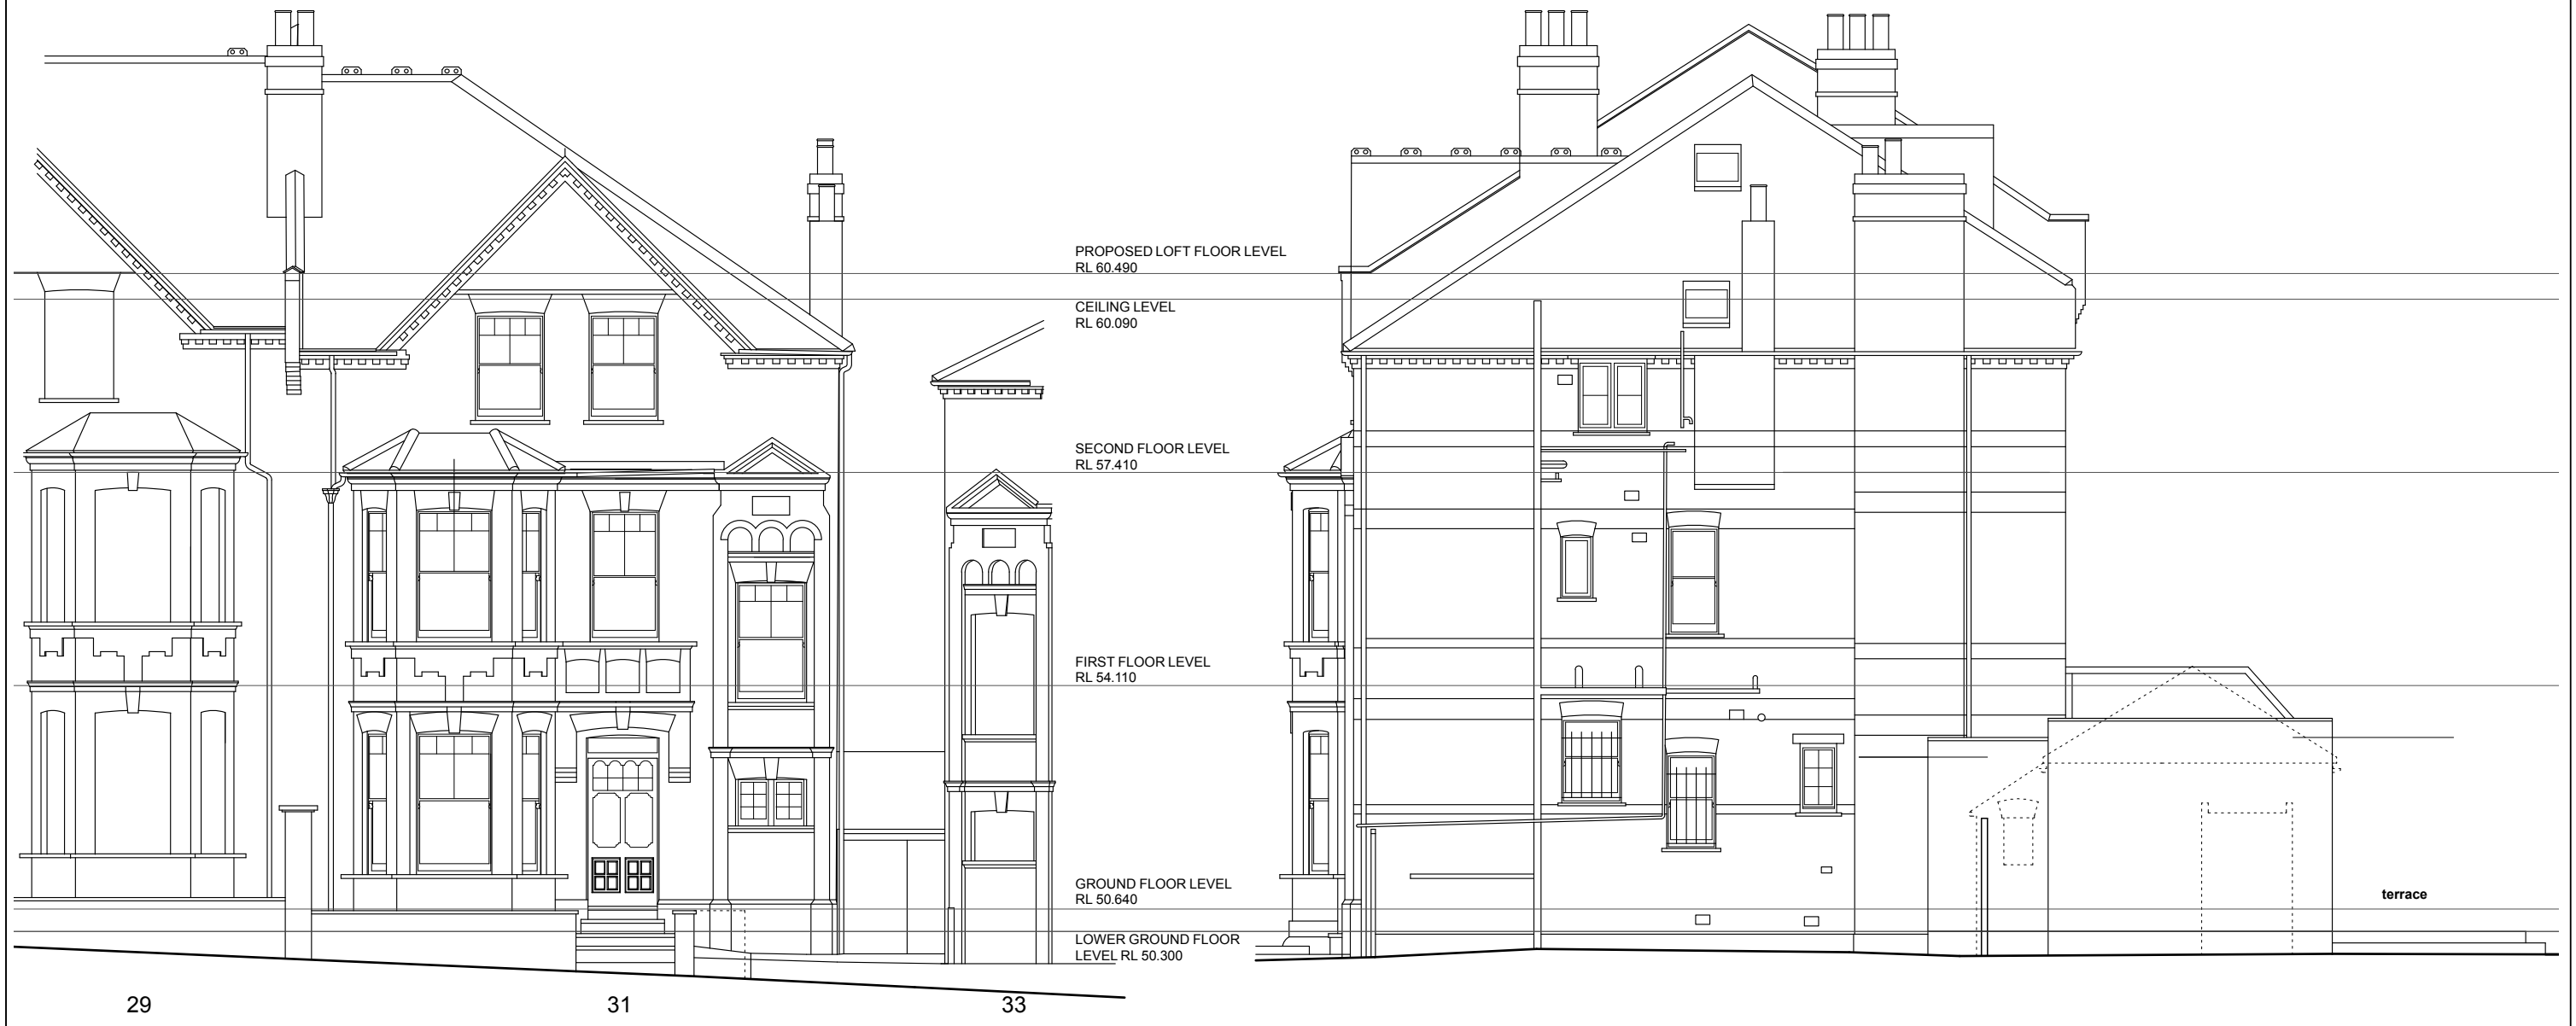 PROPOSED LOFT FLOOR LEVEL
RL 60.490
CEILING LEVEL
RL 60.090
SECOND FLOOR LEVEL
RL 57.410
FIRST FLOOR LEVEL
RL 54.110
GROUND FLOOR LEVEL
RL 50.640
LOWER GROUND FLOOR
LEVEL RL 50.300
terrace
29
31
33